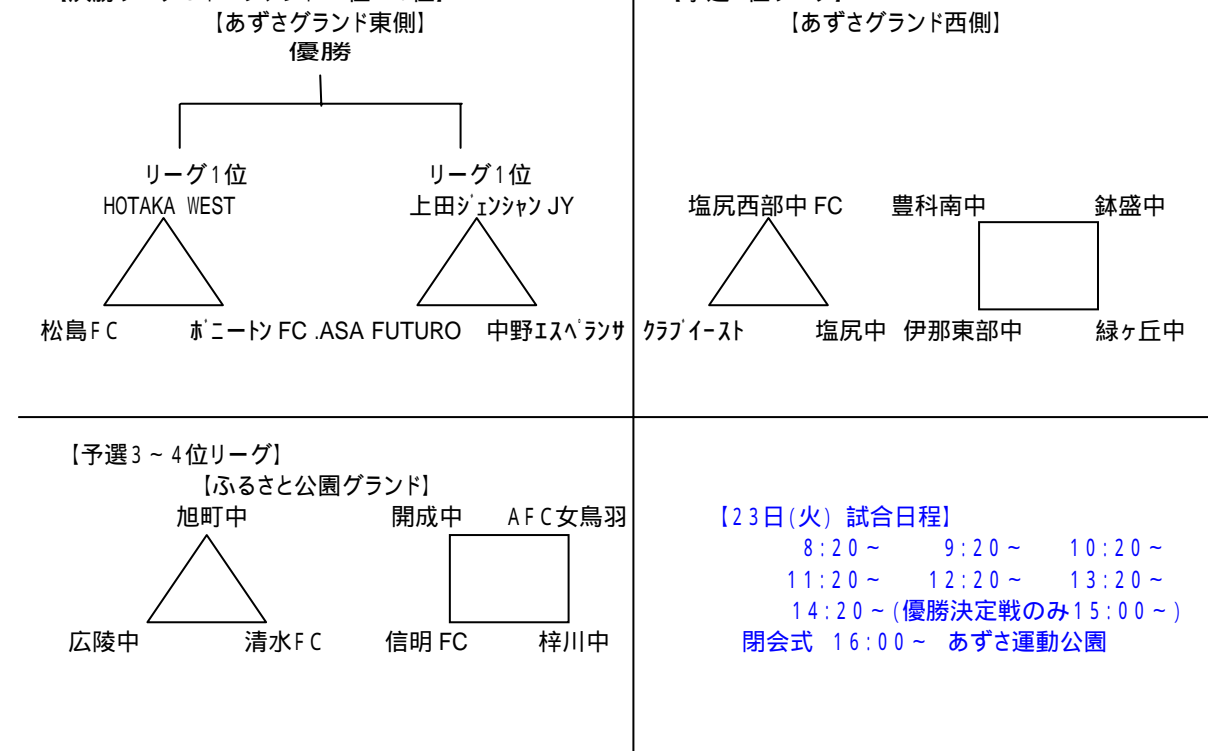 【あずさグランド東側】
優勝
リーグ1位 リーグ1位
HOTAKA WEST 上田ｼﾞｪﾝｼｬﾝ JY
松島FC ﾎﾞﾆｰﾄﾝ FC .ASA FUTURO 中野ｴｽﾍﾟﾗﾝｻ
【あずさグランド西側】
塩尻西部中 FC 豊科南中 鉢盛中
ｸﾗﾌﾞｲｰｽﾄ 塩尻中 伊那東部中 緑ヶ丘中
【予選3～4位リーグ】
【ふるさと公園グランド】
旭町中 開成中 AFC女鳥羽
広陵中 清水FC 信明 FC 梓川中
【23日(火) 試合日程】
8:20～ 9:20～ 10:20～
11:20～ 12:20～ 13:20～
14:20～(優勝決定戦のみ15:00～)
閉会式 16:00～ あずさ運動公園